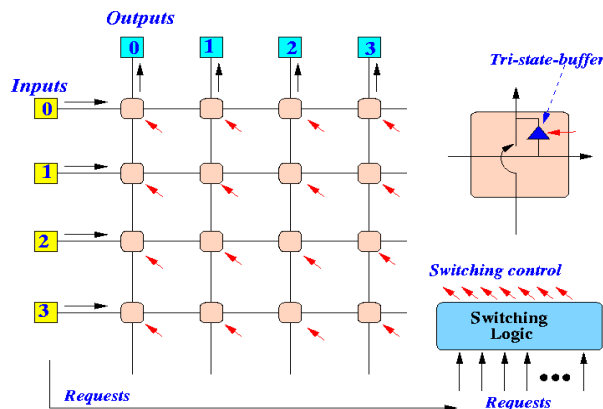 Outputs
0 1 2 3
Inputs
0
1
2
3
Tri-state-buffer
Switching control
Switching
Logic
Requests
Requests